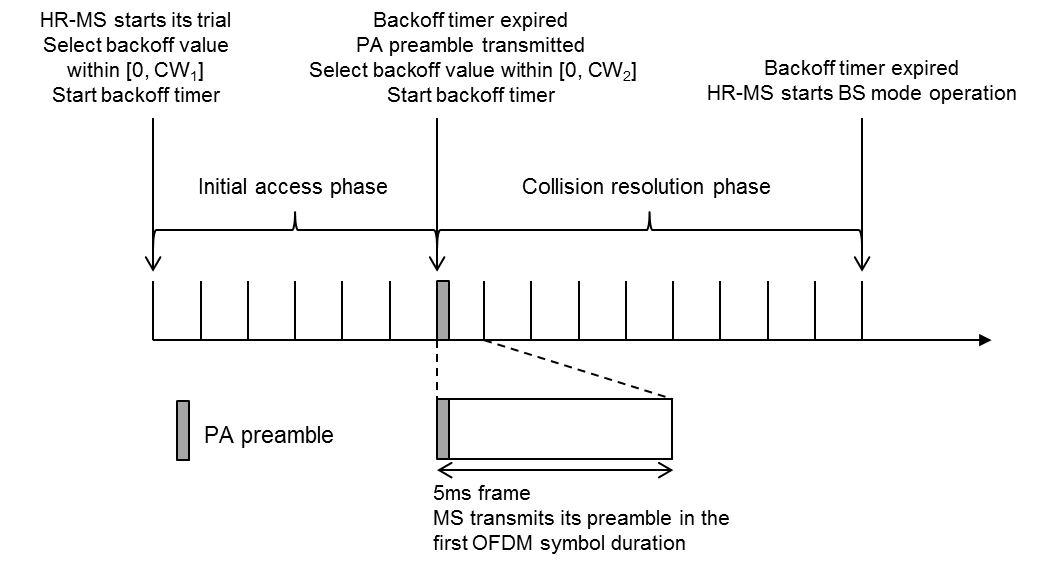 HR-MS starts its trial
Select backoff value
within [0, CW₁]
Start backoff timer
Backoff timer expired
PA preamble transmitted
Select backoff value within [0, CW₂]
Start backoff timer
Backoff timer expired
HR-MS starts BS mode operation
Initial access phase
Collision resolution phase
PA preamble
5ms frame
MS transmits its preamble in the
first OFDM symbol duration